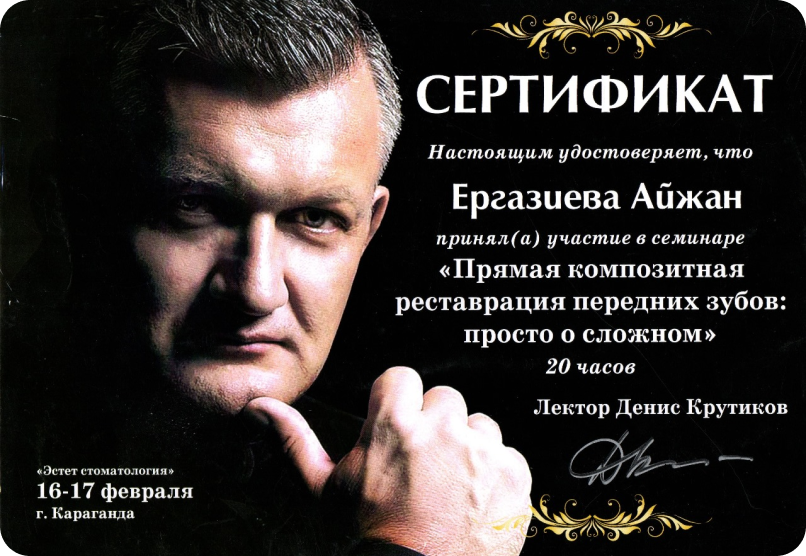 СЕРТИФИКАТ
Настоящим удостоверяет, что
Ергазиева Айжан
принял(а) участие в семинаре
«Прямая композитная
реставрация передних зубов:
просто о сложном»
20 часов
Лектор Денис Крутиков
«Эстет стоматология»
16-17 февраля
г. Караганда